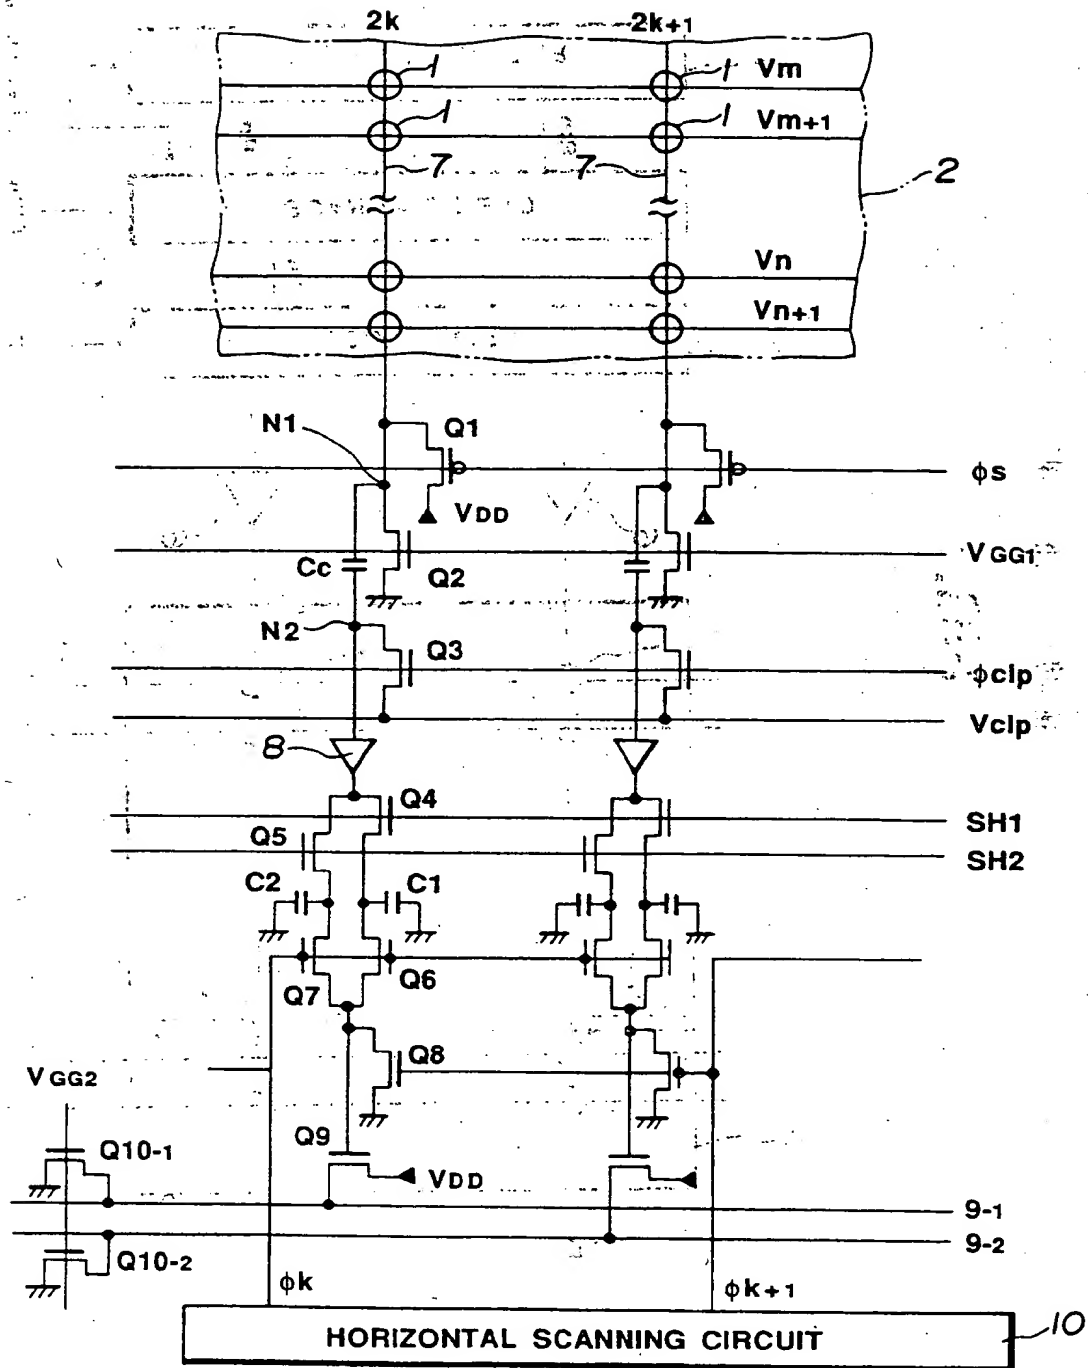 2k 2k+1
1 1 Vm
1 1 Vm+1
7 7
2
Vn
Vn+1
N1 Q1
φs
VDD
VGG1
Cc Q2
N2 Q3
φclp
Vclp
8
Q4
SH1
Q5
SH2
C2 C1
Q7 Q6
VGG2 Q8
Q10-1 Q9
VDD
9-1
9-2
Q10-2
φk φk+1
HORIZONTAL SCANNING CIRCUIT 10